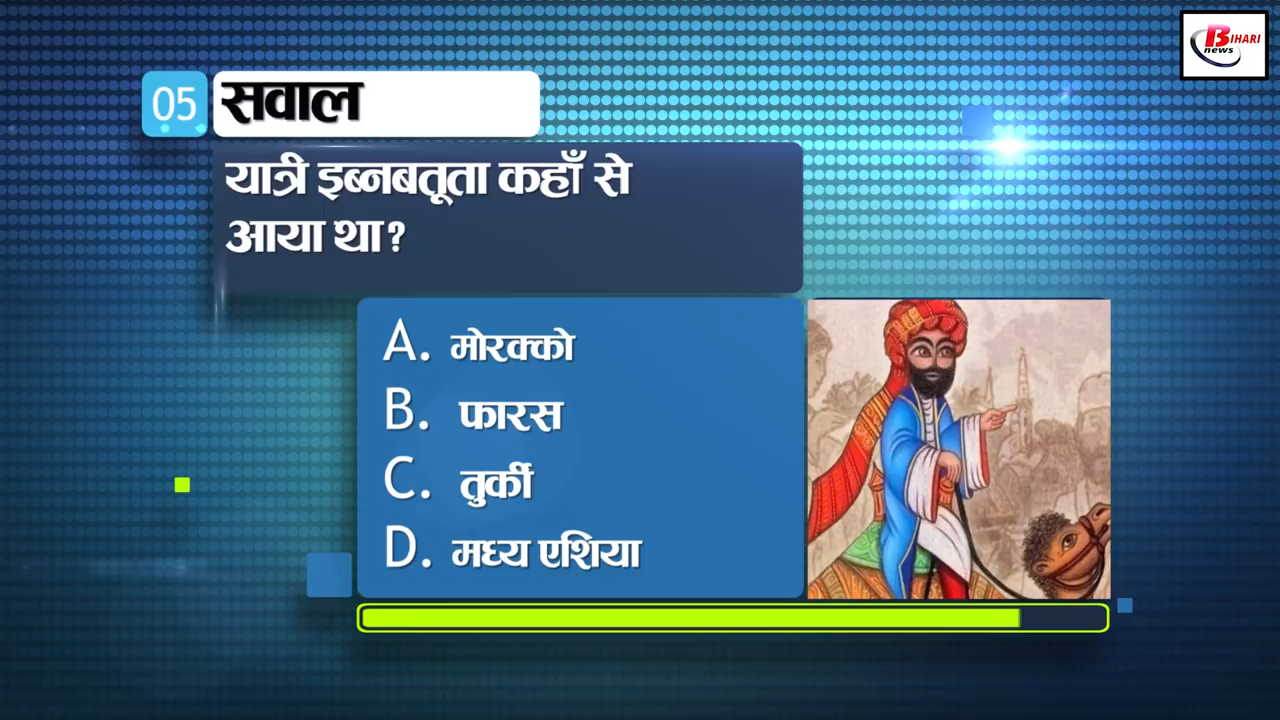 BIHARI
news
05 सवाल
यात्री इब्नबतूता कहाँ से
आया था?
A. मोरक्को
B. फारस
C. तुर्की
D. मध्य एशिया